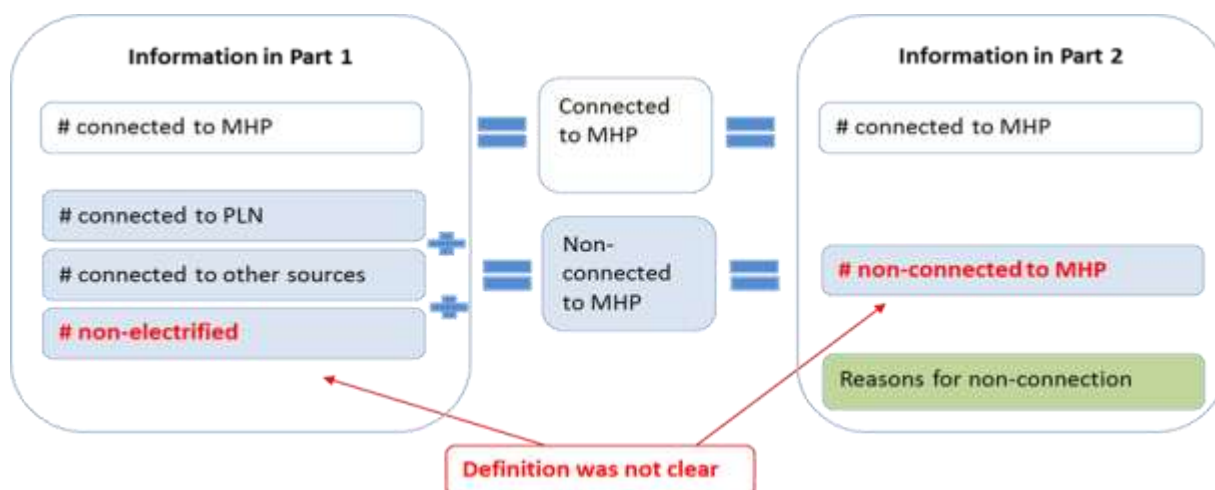 Information in Part 1
# connected to MHP
# connected to PLN
# connected to other sources
# non-electrified
Connected
to MHP
Non-
connected
to MHP
Information in Part 2
# connected to MHP
# non-connected to MHP
Reasons for non-connection
Definition was not clear